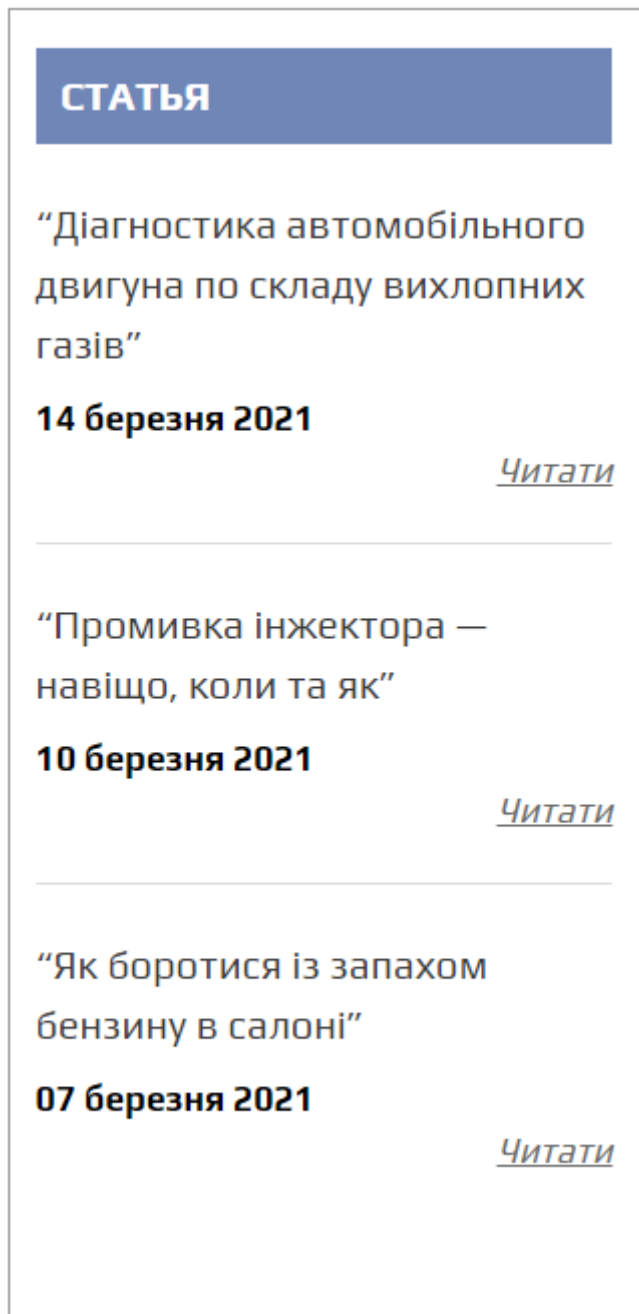 СТАТЬЯ
“Діагностика автомобільного
двигуна по складу вихлопних
газів”
14 березня 2021
Читати
“Промивка інжектора —
навіщо, коли та як”
10 березня 2021
Читати
“Як боротися із запахом
бензину в салоні”
07 березня 2021
Читати